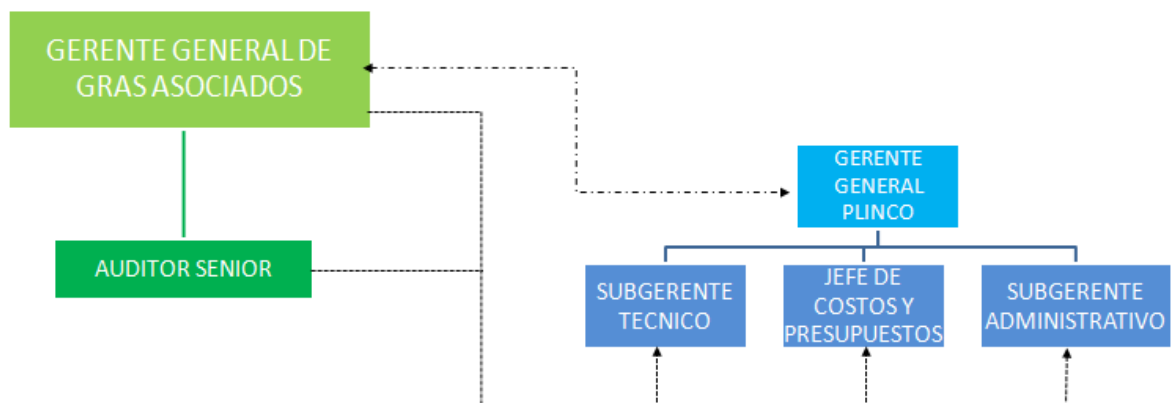 GERENTE GENERAL DE
GRAS ASOCIADOS
GERENTE
GENERAL
PLINCO
AUDITOR SENIOR
SUBGERENTE
TECNICO
JEFE DE
COSTOS Y
PRESUPUESTOS
SUBGERENTE
ADMINISTRATIVO